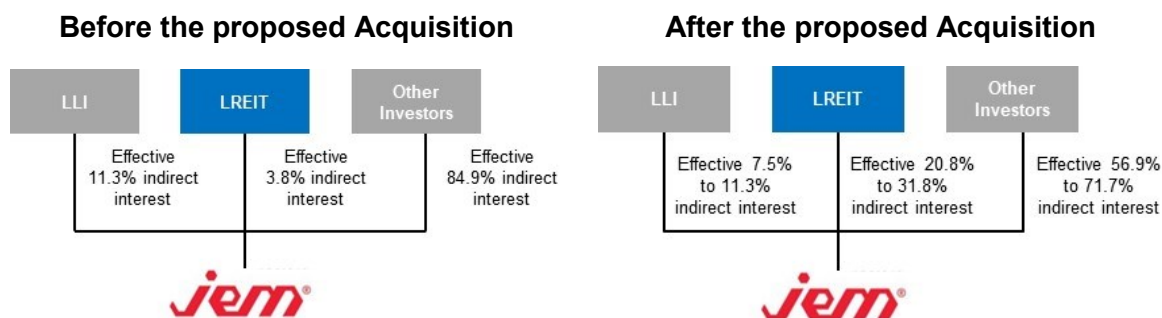 Before the proposed Acquisition
After the proposed Acquisition
LLI
LREIT
Other
Investors
Effective
11.3% indirect
interest
Effective
3.8% indirect
interest
Effective
84.9% indirect
interest
jem®
LLI
LREIT
Other
Investors
Effective 7.5%
to 11.3%
indirect interest
Effective 20.8%
to 31.8%
indirect interest
Effective 56.9%
to 71.7%
indirect interest
jem®